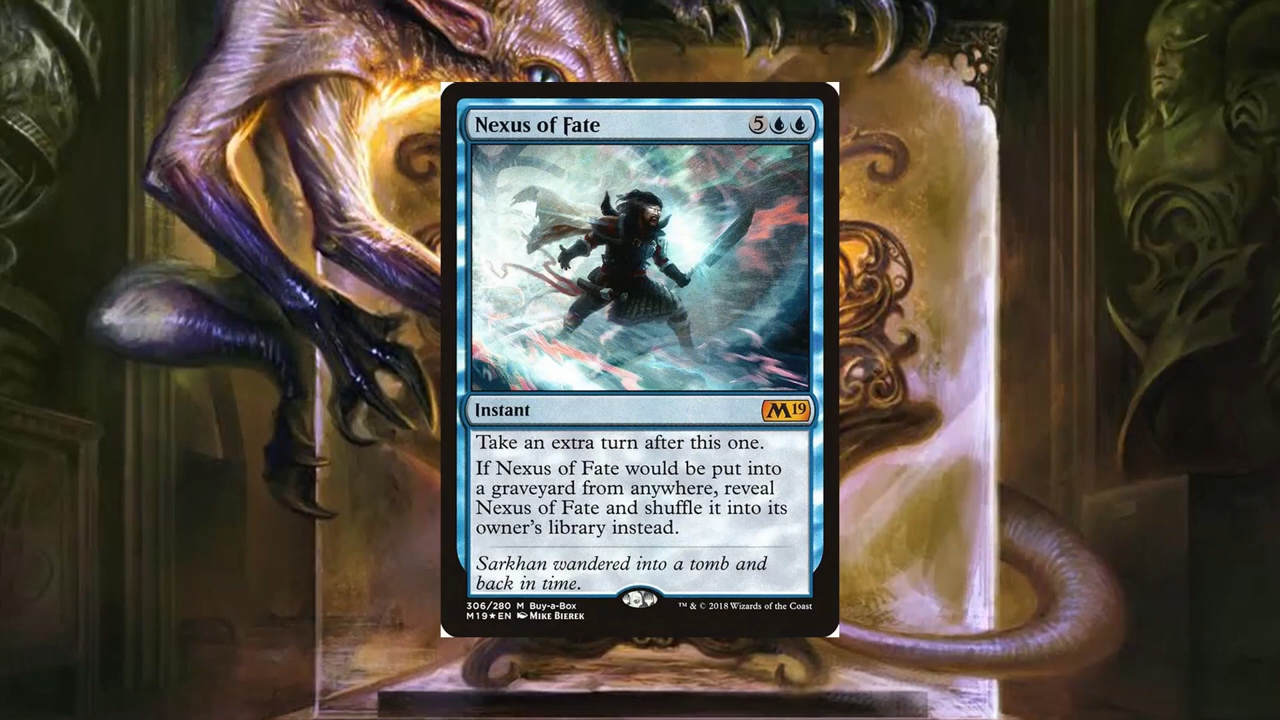 Nexus of Fate 5
Instant M19
Take an extra turn after this one.
If Nexus of Fate would be put into
a graveyard from anywhere, reveal
Nexus of Fate and shuffle it into its
owner's library instead.
Sarkhan wandered into a tomb and
back in time.
306/280 M Buy-a-Box ™ & © 2018 Wizards of the Coast
M19★EN Mike Bierek